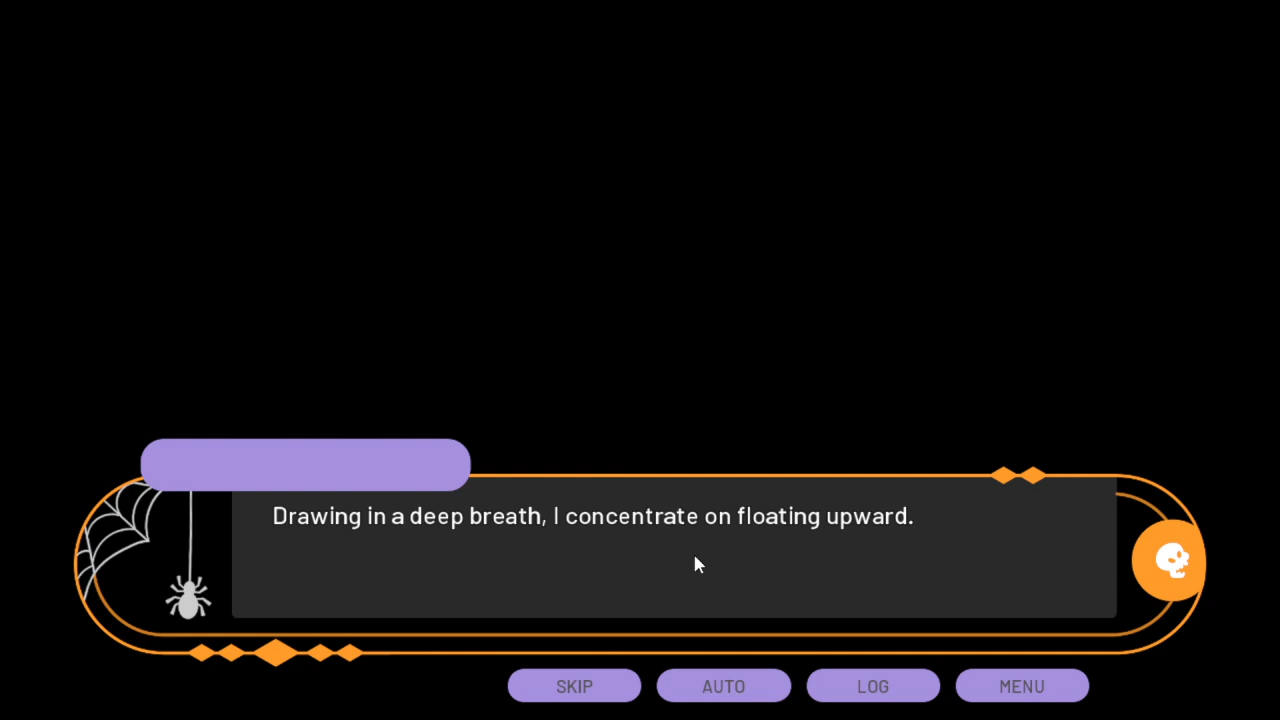 Drawing in a deep breath, I concentrate on floating upward.
SKIP
AUTO
LOG
MENU